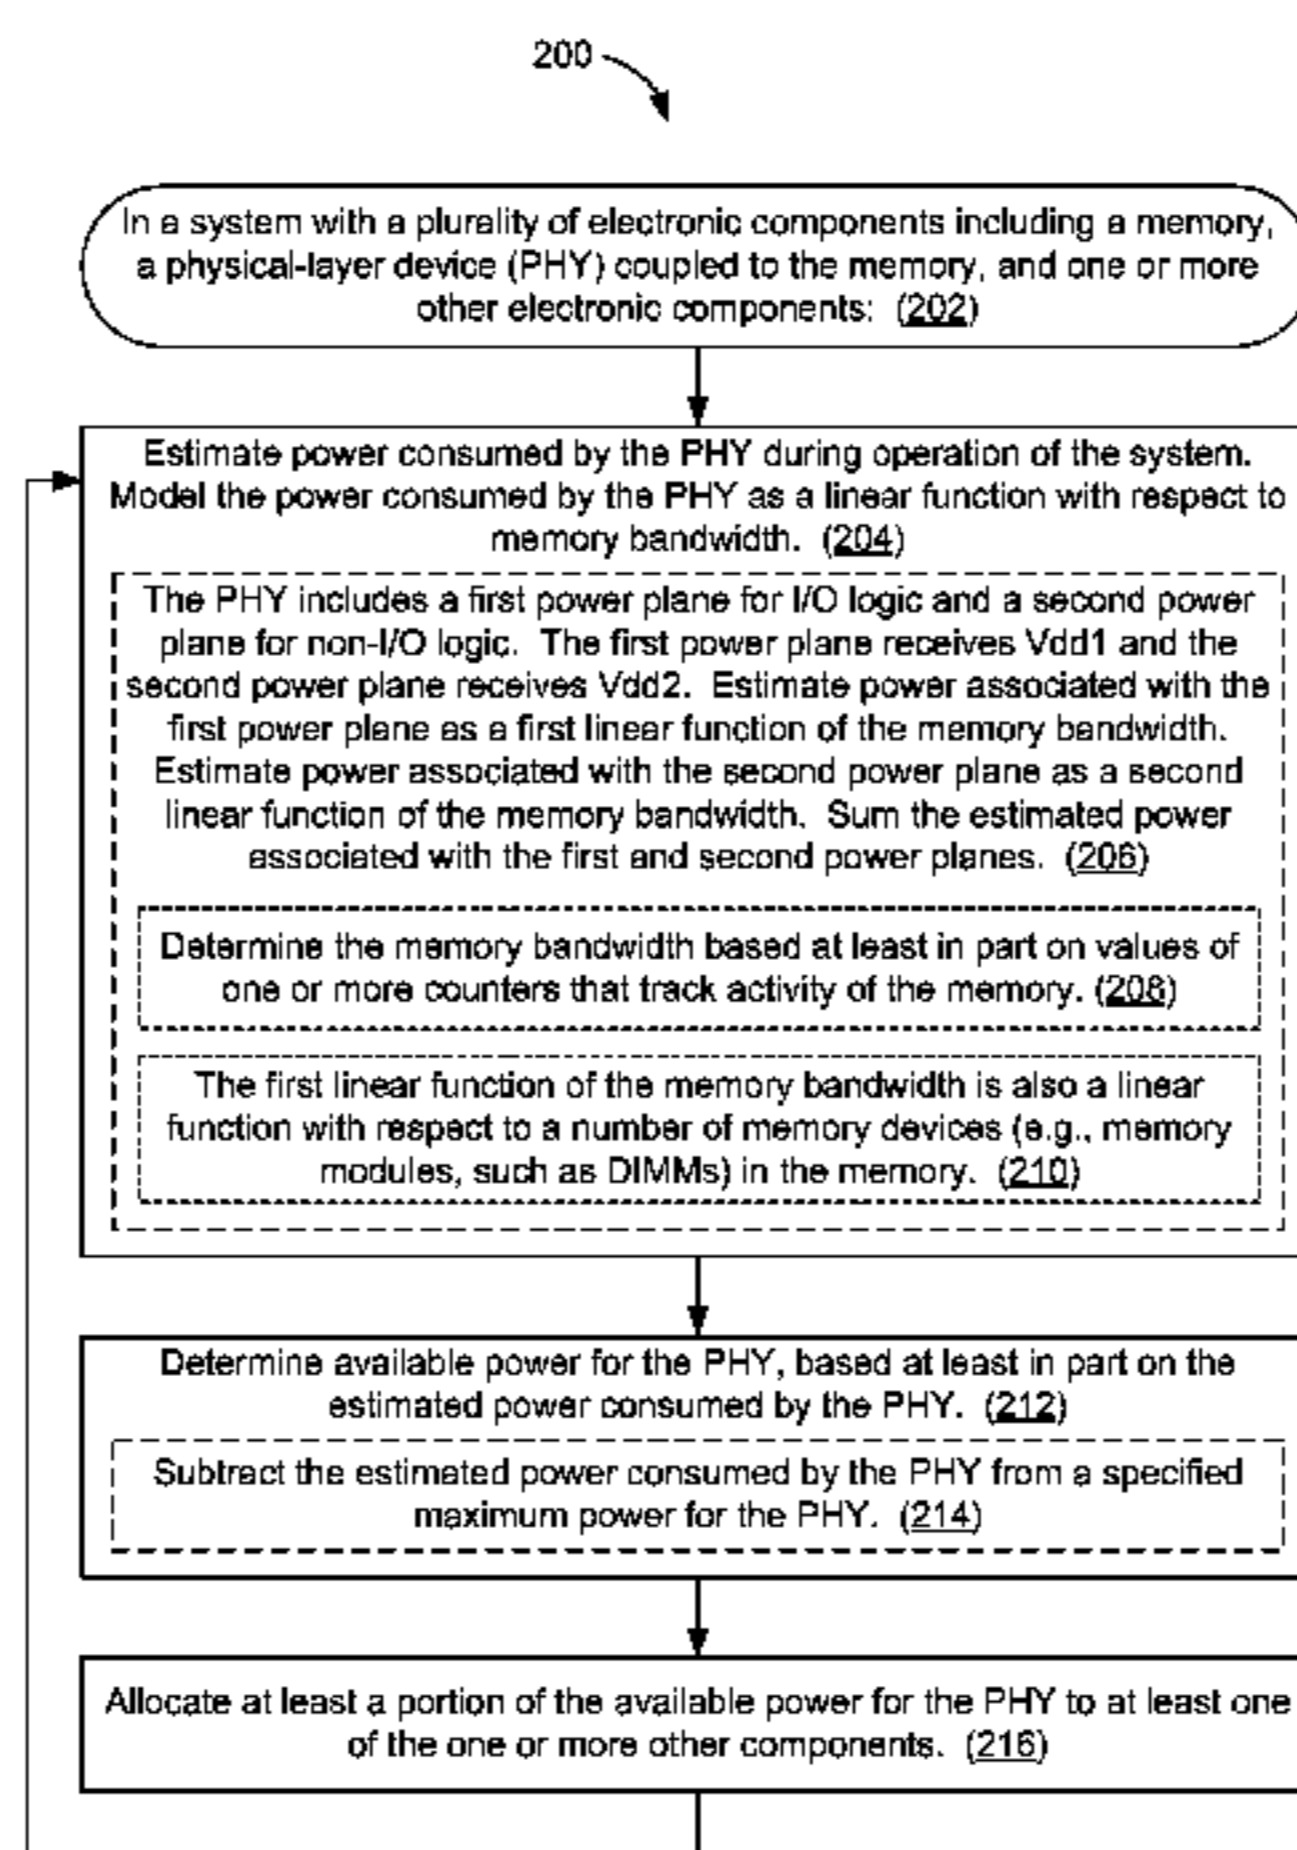 200
In a system with a plurality of electronic components including a memory,
a physical-layer device (PHY) coupled to the memory, and one or more
other electronic components: (202)
Estimate power consumed by the PHY during operation of the system.
Model the power consumed by the PHY as a linear function with respect to
memory bandwidth. (204)
The PHY includes a first power plane for I/O logic and a second power
plane for non-I/O logic. The first power plane receives Vdd1 and the
second power plane receives Vdd2. Estimate power associated with the
first power plane as a first linear function of the memory bandwidth.
Estimate power associated with the second power plane as a second
linear function of the memory bandwidth. Sum the estimated power
associated with the first and second power planes. (206)
Determine the memory bandwidth based at least in part on values of
one or more counters that track activity of the memory. (208)
The first linear function of the memory bandwidth is also a linear
function with respect to a number of memory devices (e.g., memory
modules, such as DIMMs) in the memory. (210)
Determine available power for the PHY, based at least in part on the
estimated power consumed by the PHY. (212)
Subtract the estimated power consumed by the PHY from a specified
maximum power for the PHY. (214)
Allocate at least a portion of the available power for the PHY to at least one
of the one or more other components. (216)